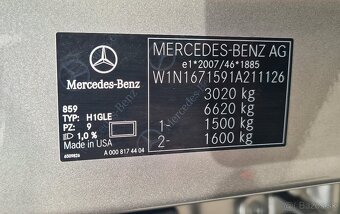 Mercedes-Benz
859
TYP: H1GLE
PZ: 9
1,0 %
Made in USA
A 000 817 44 04
MERCEDES-BENZ AG
e1*2007/46*1885
W1N1671591A211126
3020 kg
6620 kg
1- 1500 kg
2- 1600 kg